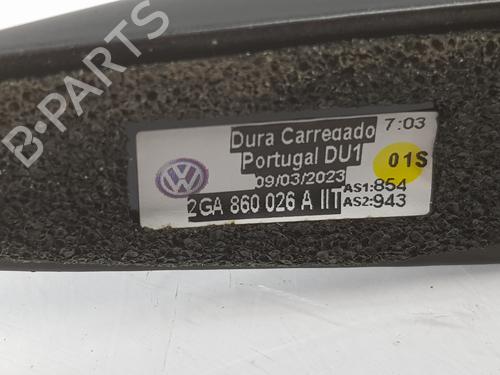 B-Parts
Dura Carregado 7:03
Portugal DU1 01S
09/03/2023 AS1:854
2GA 860 026 A IIT AS2:943